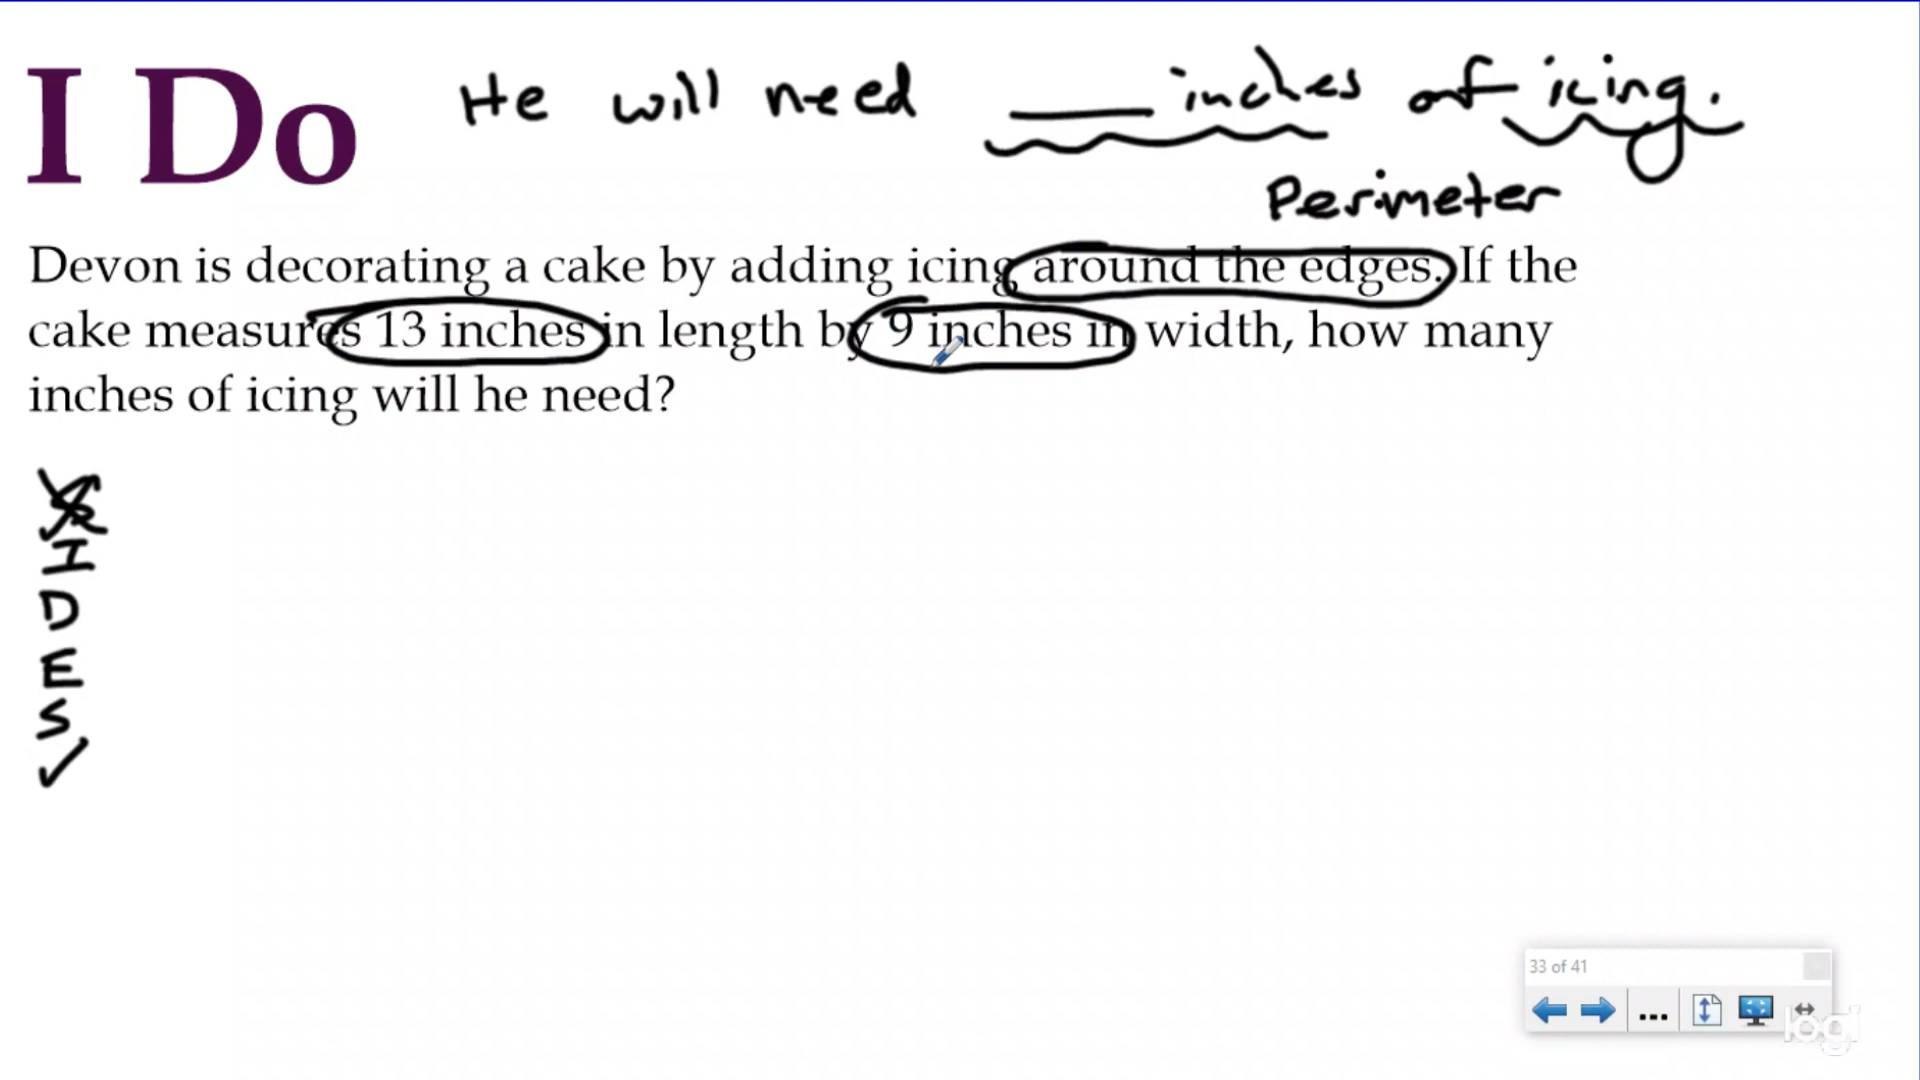 I Do
He will need ____ inches of icing.
Perimeter
Devon is decorating a cake by adding icing around the edges. If the
cake measures 13 inches in length by 9 inches in width, how many
inches of icing will he need?
I
D
E
S
✓
33 of 41
...
logi